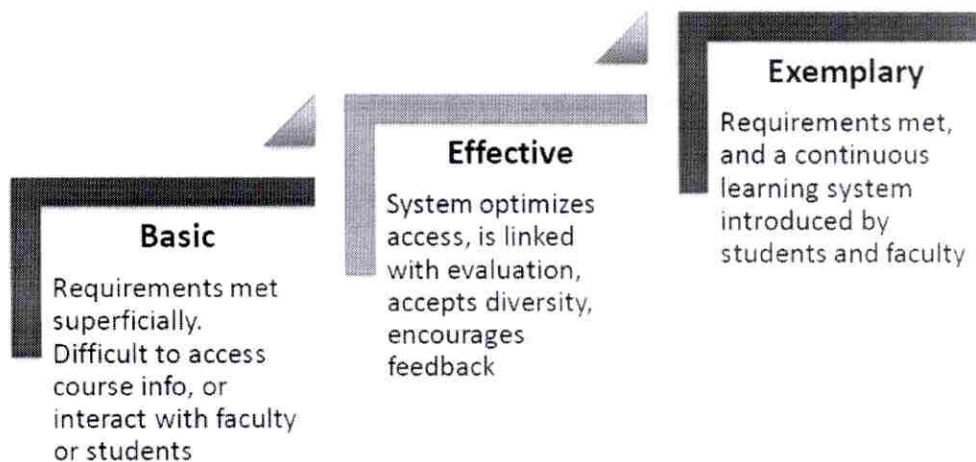 Basic
Requirements met
superficially.
Difficult to access
course info, or
interact with faculty
or students
Effective
System optimizes
access, is linked
with evaluation,
accepts diversity,
encourages
feedback
Exemplary
Requirements met,
and a continuous
learning system
introduced by
students and faculty